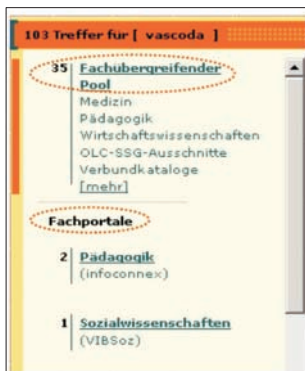 103 Treffer für [ vascoda ]
35 Fachübergreifender
Pool
Medizin
Pädagogik
Wirtschaftswissenschaften
OLC-SSG-Ausschnitte
Verbundkataloge
[mehr]
Fachportale
2 Pädagogik
(infoconnex)
1 Sozialwissenschaften
(VIBSoz)